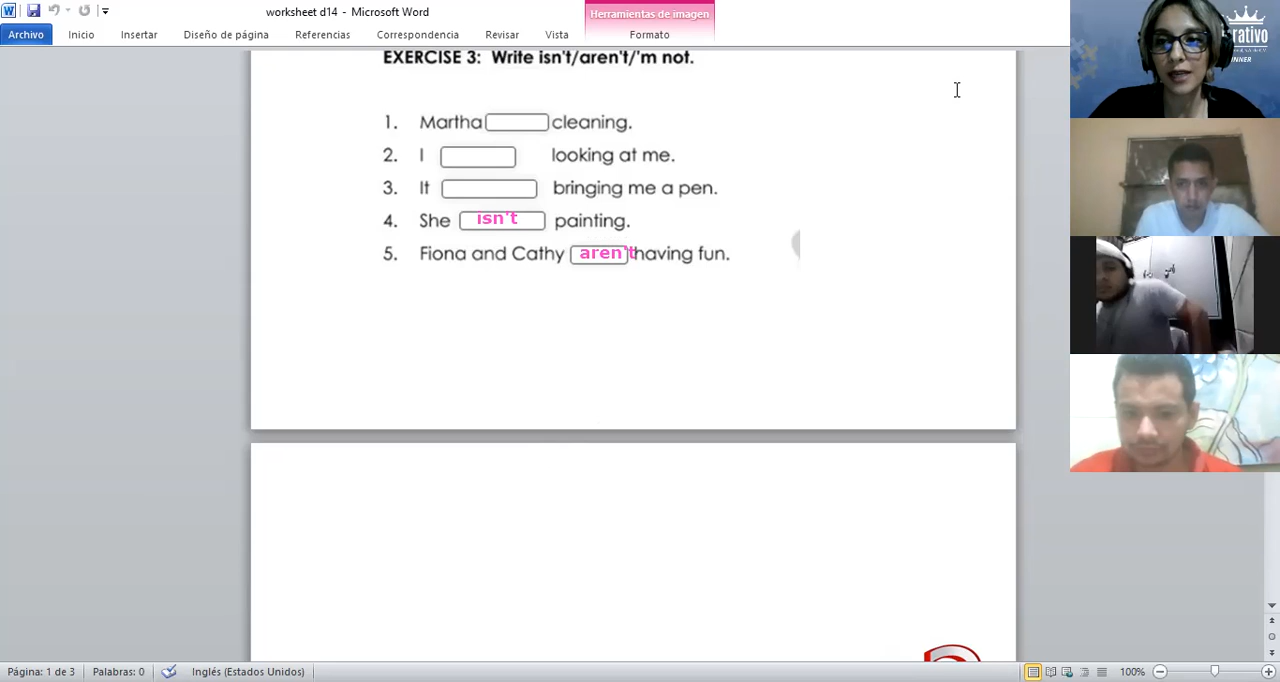 worksheet d14 - Microsoft Word
Herramientas de imagen
Archivo Inicio Insertar Diseño de página Referencias Correspondencia Revisar Vista Formato
EXERCISE 3: Write isn't/aren't/'m not.
1. Martha cleaning.
2. I looking at me.
3. It bringing me a pen.
4. She isn't painting.
5. Fiona and Cathy aren't having fun.
Página: 1 de 3 Palabras: 0 Inglés (Estados Unidos) 100%